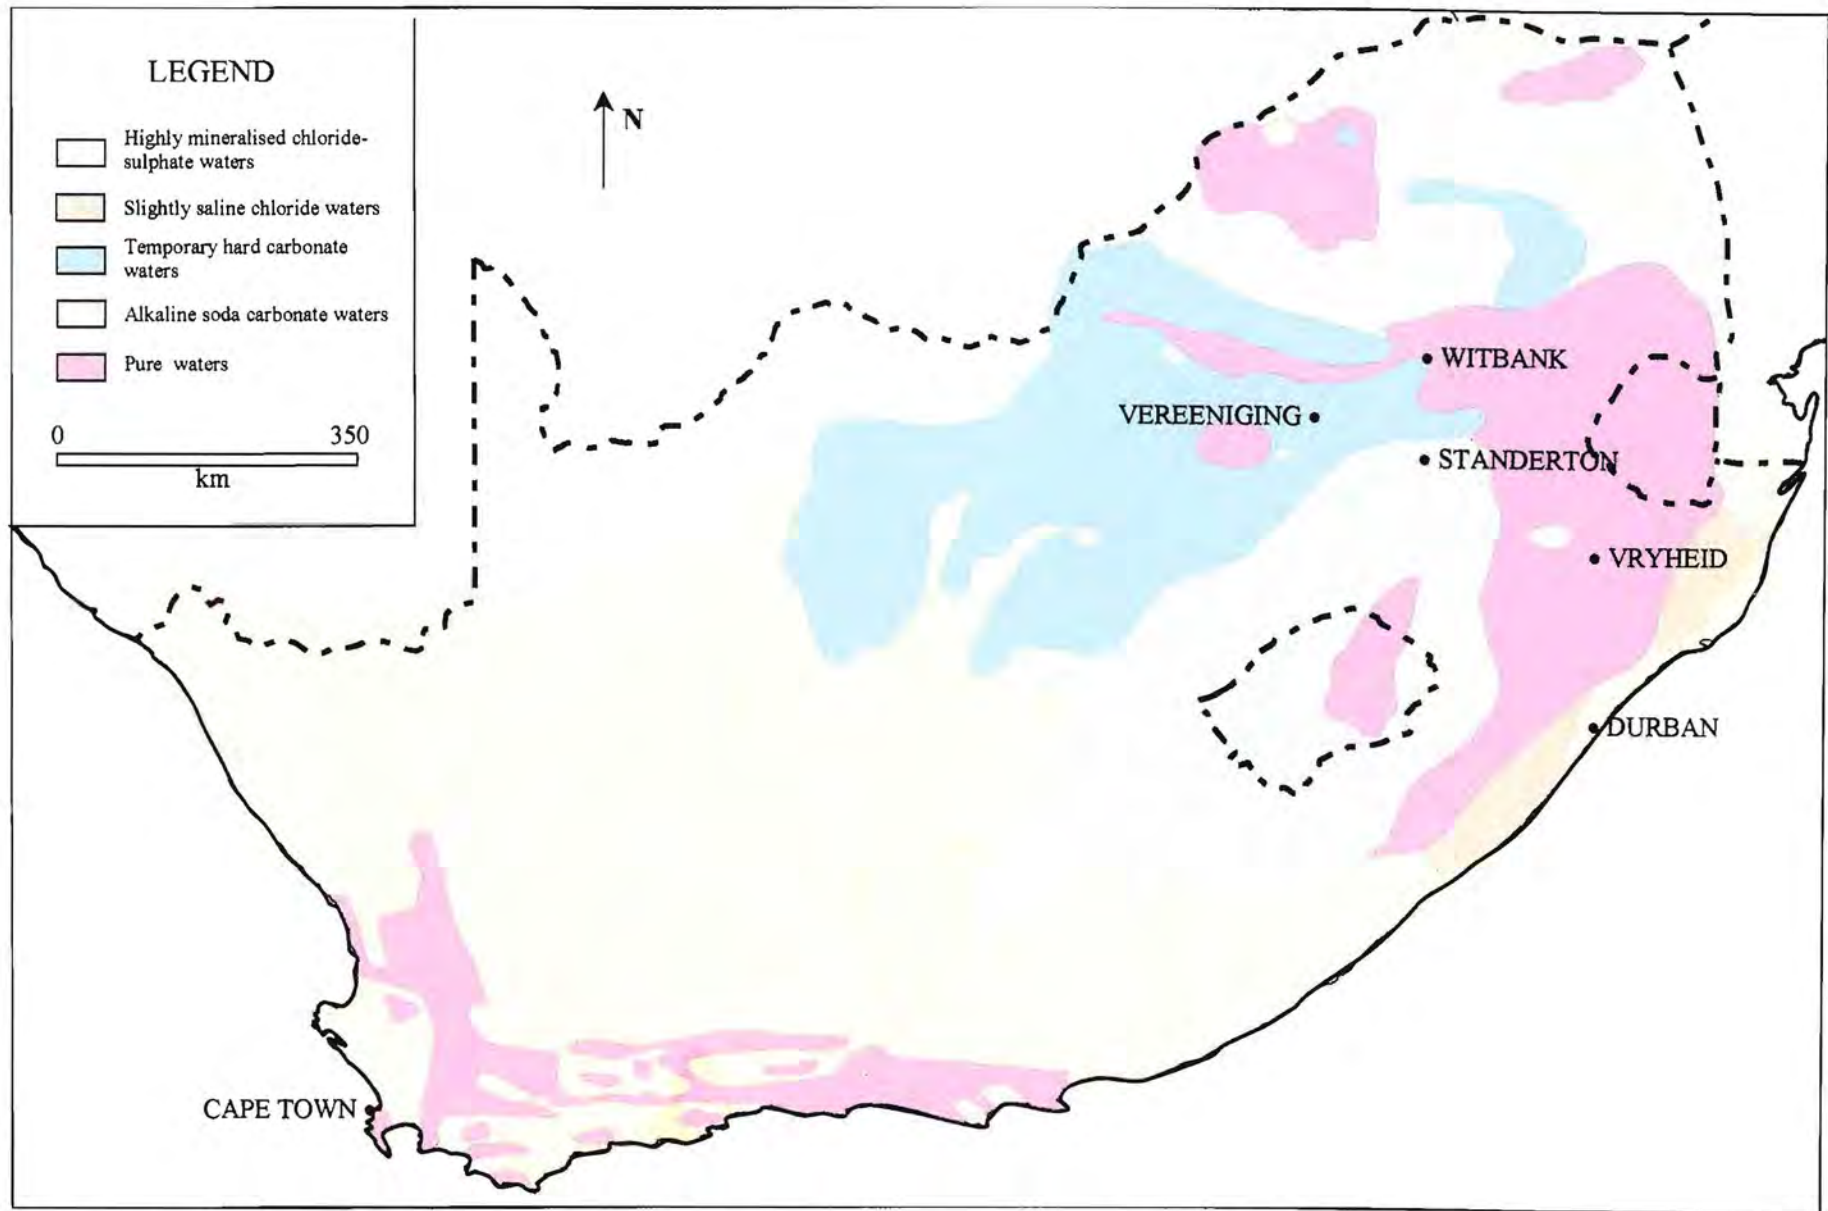 LEGEND
Highly mineralised chloride-
sulphate waters
Slightly saline chloride waters
Temporary hard carbonate
waters
Alkaline soda carbonate waters
Pure waters
0 350
km
N
WITBANK
VEREENIGING
STANDERTON
VRYHEID
DURBAN
CAPE TOWN